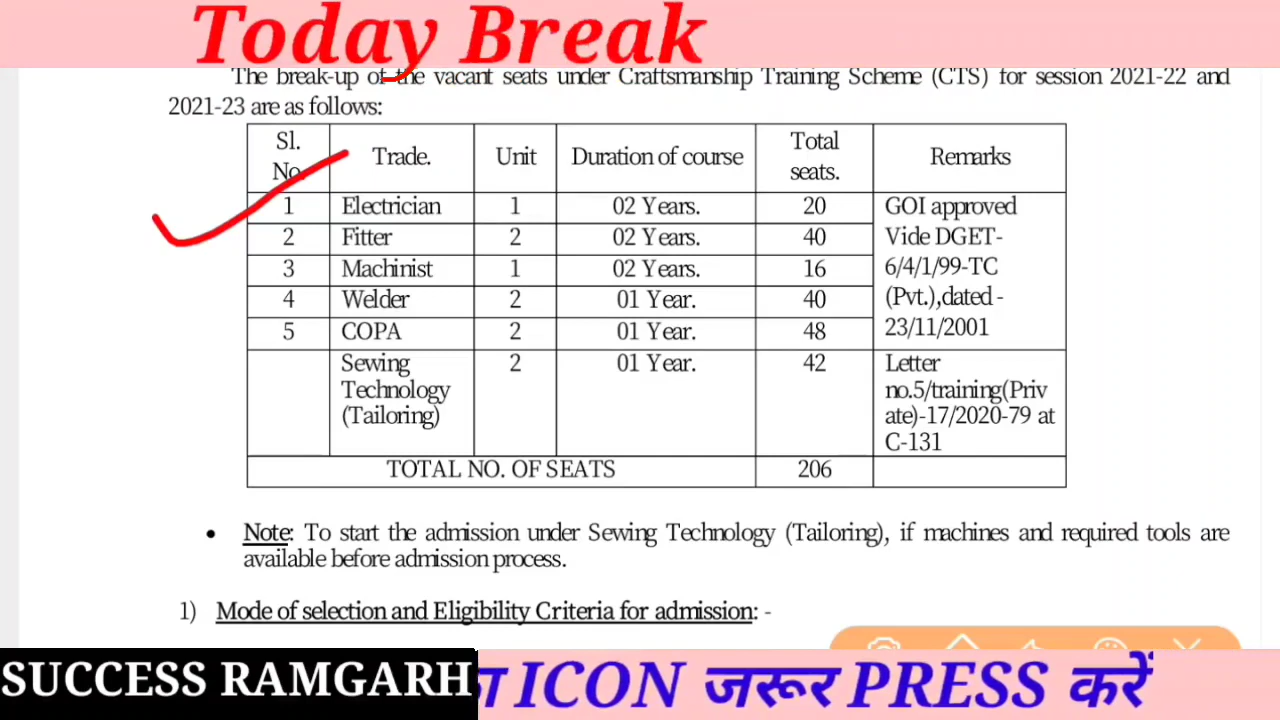 Today Break
The break-up of the vacant seats under Craftsmanship Training Scheme (CTS) for session 2021-22 and
2021-23 are as follows:
Sl. No. Trade. Unit Duration of course Total seats. Remarks
1 Electrician 1 02 Years. 20 GOI approved
2 Fitter 2 02 Years. 40 Vide DGET-
3 Machinist 1 02 Years. 16 6/4/1/99-TC
4 Welder 2 01 Year. 40 (Pvt.),dated -
5 COPA 2 01 Year. 48 23/11/2001
Sewing 2 01 Year. 42 Letter
Technology no.5/training(Priv
(Tailoring) ate)-17/2020-79 at
C-131
TOTAL NO. OF SEATS 206
• Note: To start the admission under Sewing Technology (Tailoring), if machines and required tools are
available before admission process.
1) Mode of selection and Eligibility Criteria for admission: -
SUCCESS RAMGARH ICON जरूर PRESS करें